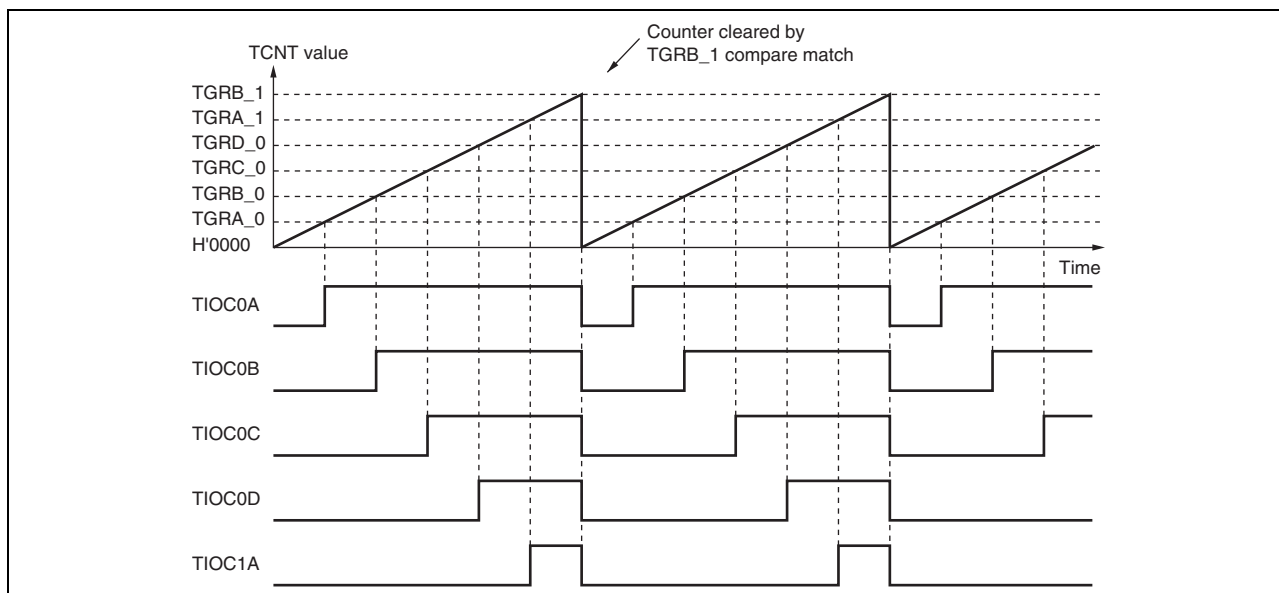 Counter cleared by
TGRB_1 compare match
TCNT value
TGRB_1
TGRA_1
TGRD_0
TGRC_0
TGRB_0
TGRA_0
H'0000
Time
TIOC0A
TIOC0B
TIOC0C
TIOC0D
TIOC1A